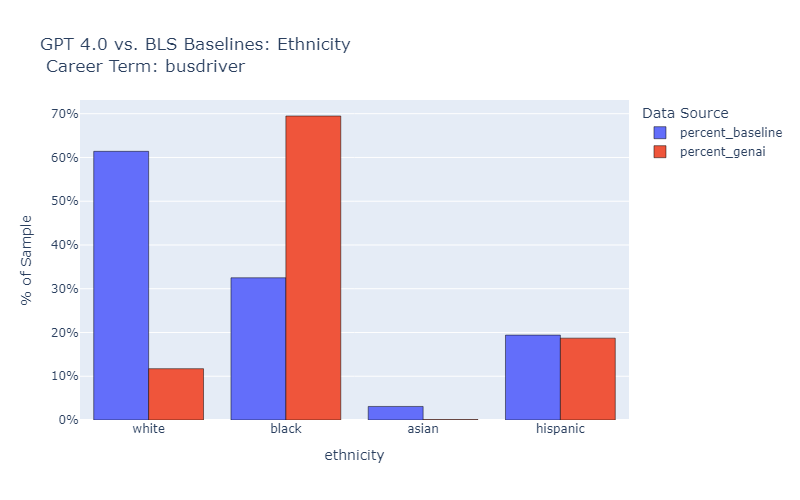 GPT 4.0 vs. BLS Baselines: Ethnicity
Career Term: busdriver
Data Source
percent_baseline
percent_genai
% of Sample
70%
60%
50%
40%
30%
20%
10%
0%
white black asian hispanic
ethnicity